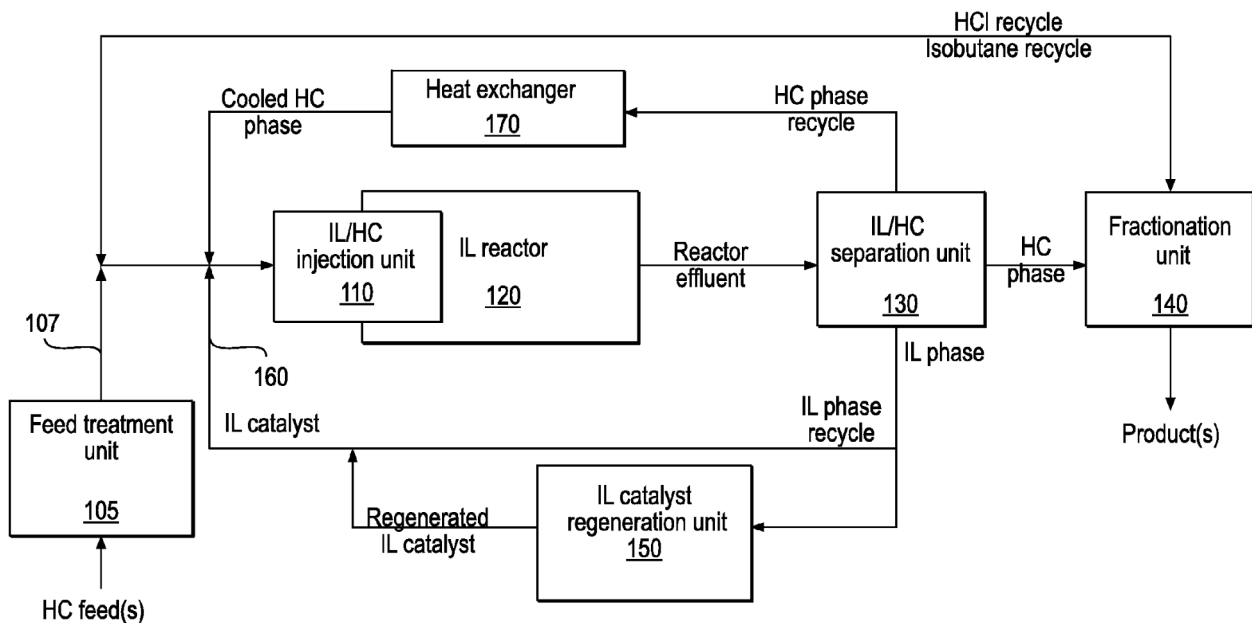 HCl recycle
Isobutane recycle
Cooled HC
phase
Heat exchanger
170
HC phase
recycle
IL/HC
injection unit
110
IL reactor
120
Reactor
effluent
IL/HC
separation unit
130
HC
phase
Fractionation
unit
140
107
160
IL phase
Feed treatment
unit
105
IL catalyst
IL phase
recycle
Product(s)
Regenerated
IL catalyst
IL catalyst
regeneration unit
150
HC feed(s)